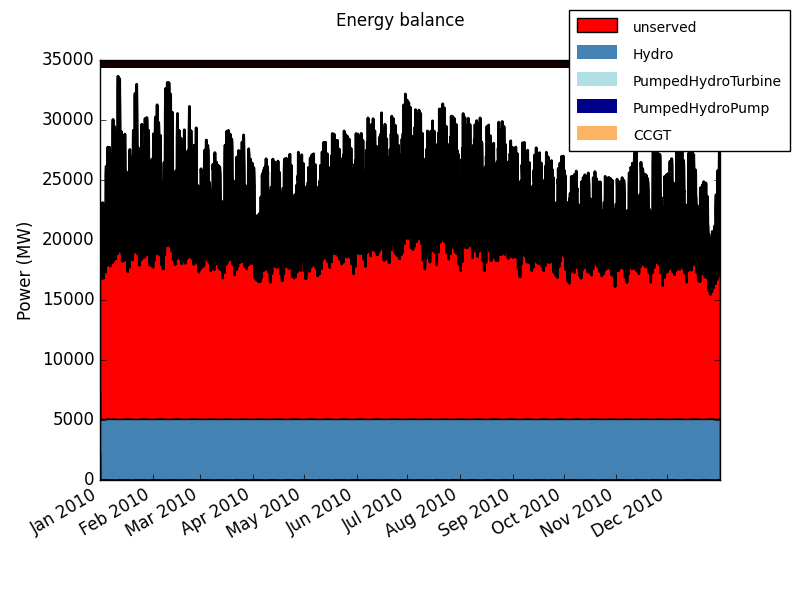 Energy balance
unserved
Hydro
PumpedHydroTurbine
PumpedHydroPump
CCGT
Power (MW)
35000
30000
25000
20000
15000
10000
5000
0
Jan 2010
Feb 2010
Mar 2010
Apr 2010
May 2010
Jun 2010
Jul 2010
Aug 2010
Sep 2010
Oct 2010
Nov 2010
Dec 2010